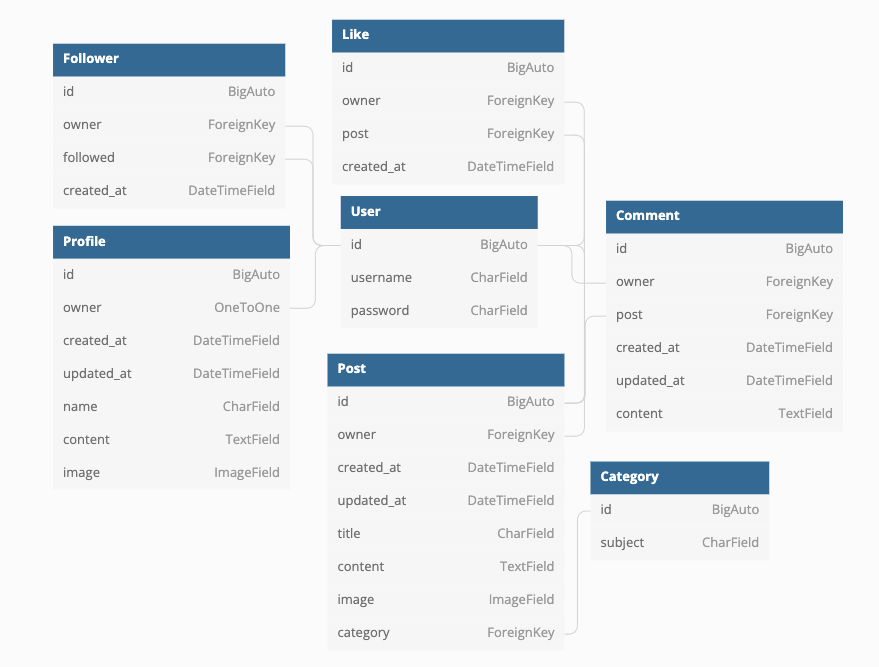 Follower
id BigAuto
owner ForeignKey
followed ForeignKey
created_at DateTimeField
Profile
id BigAuto
owner OneToOne
created_at DateTimeField
updated_at DateTimeField
name CharField
content TextField
image ImageField
Like
id BigAuto
owner ForeignKey
post ForeignKey
created_at DateTimeField
User
id BigAuto
username CharField
password CharField
Post
id BigAuto
owner ForeignKey
created_at DateTimeField
updated_at DateTimeField
title CharField
content TextField
image ImageField
category ForeignKey
Comment
id BigAuto
owner ForeignKey
post ForeignKey
created_at DateTimeField
updated_at DateTimeField
content TextField
Category
id BigAuto
subject CharField